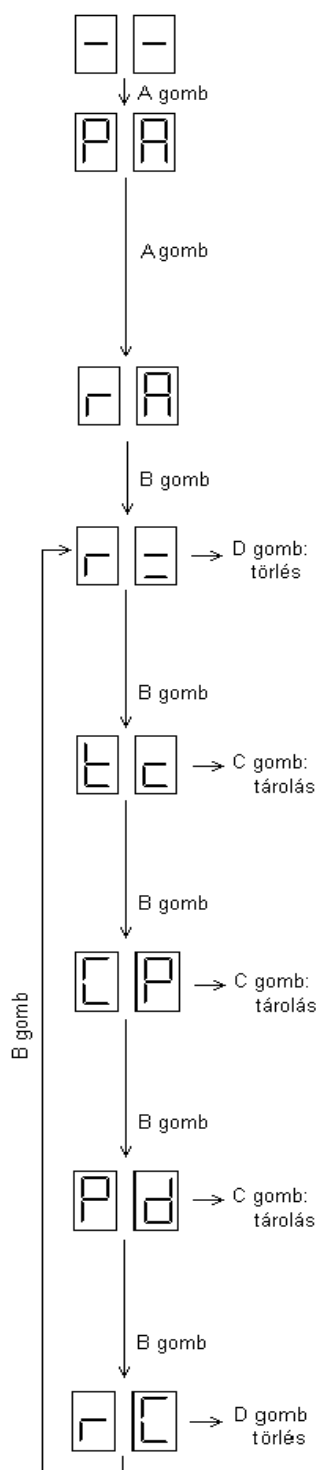 - -
A gomb
P A
A gomb
r A
B gomb
r =
D gomb:
törlés
B gomb
t c
C gomb:
tárolás
B gomb
C P
C gomb:
tárolás
B gomb
B gomb
P d
C gomb:
tárolás
B gomb
r C
D gomb
törlés